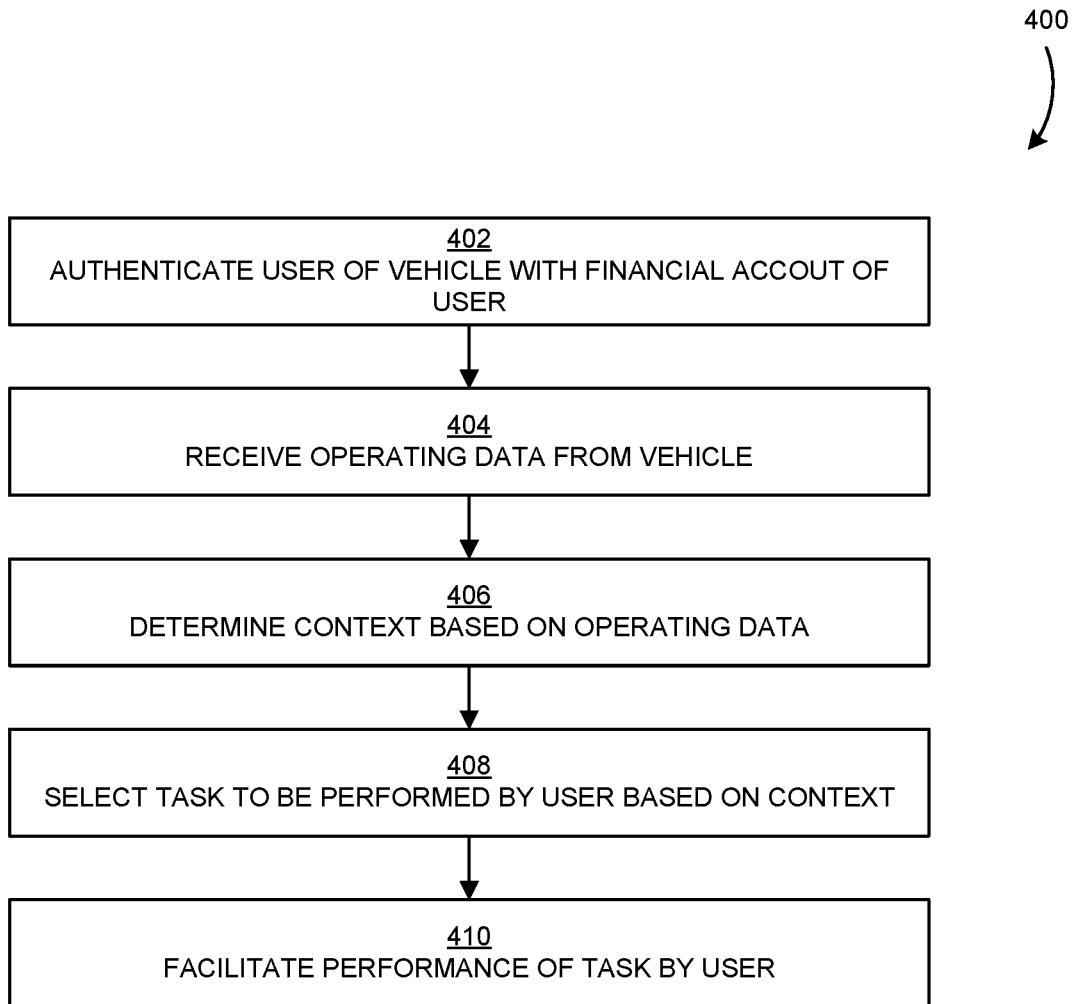 400
402
AUTHENTICATE USER OF VEHICLE WITH FINANCIAL ACCOUT OF
USER
404
RECEIVE OPERATING DATA FROM VEHICLE
406
DETERMINE CONTEXT BASED ON OPERATING DATA
408
SELECT TASK TO BE PERFORMED BY USER BASED ON CONTEXT
410
FACILITATE PERFORMANCE OF TASK BY USER